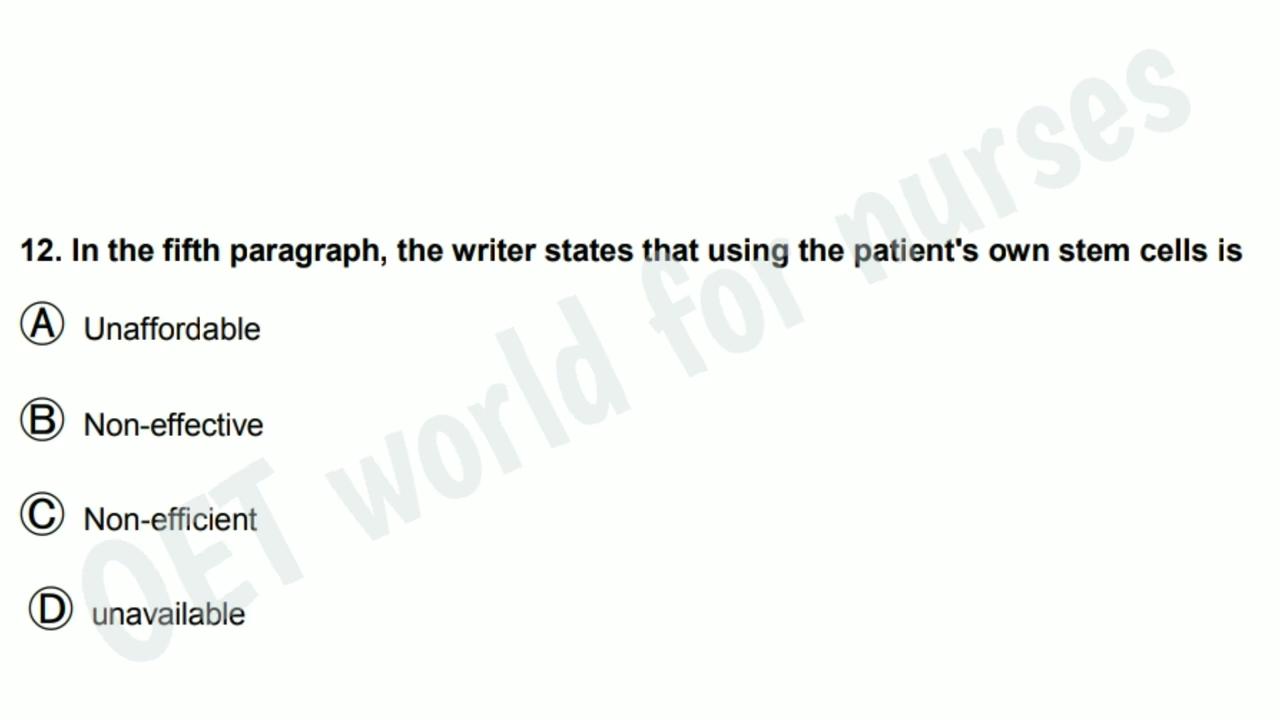 12. In the fifth paragraph, the writer states that using the patient's own stem cells is
A Unaffordable
B Non-effective
C Non-efficient
D unavailable
OET world for nurses